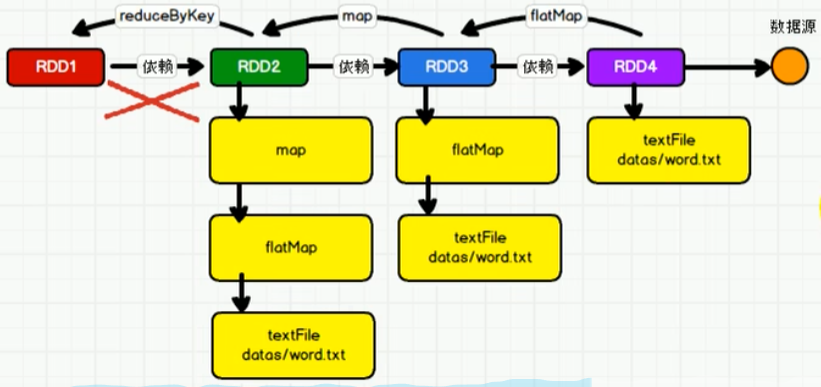 reduceByKey
map
flatMap
数据源
RDD1
依赖
RDD2
依赖
RDD3
依赖
RDD4
map
flatMap
textFile
datas/word.txt
flatMap
textFile
datas/word.txt
textFile
datas/word.txt